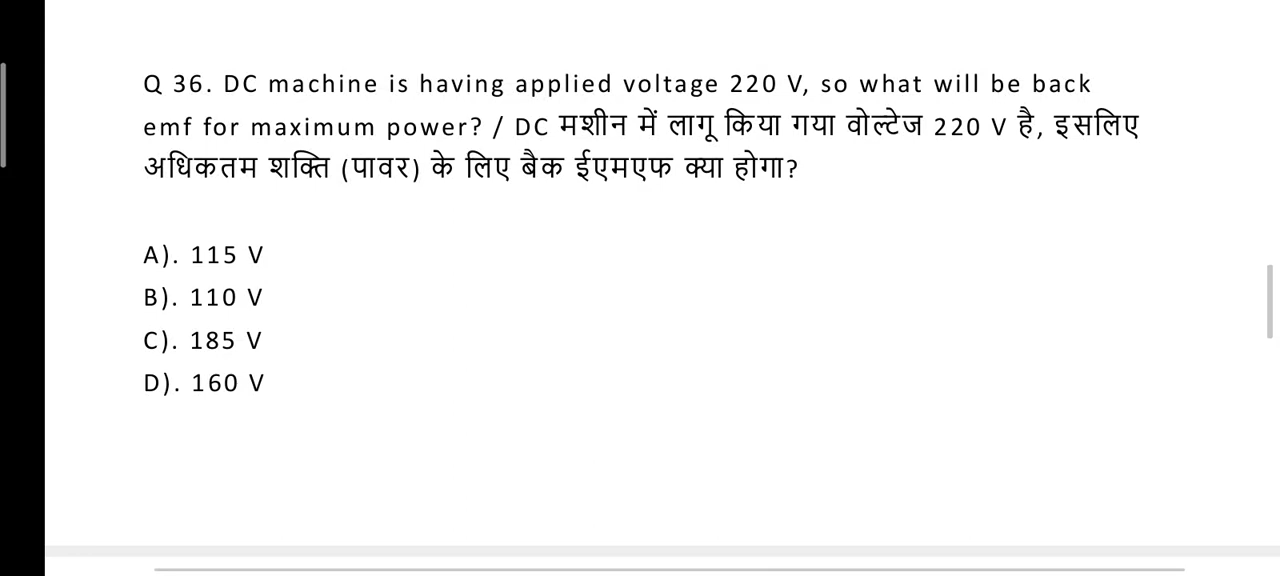 Q 36. DC machine is having applied voltage 220 V, so what will be back
emf for maximum power? / DC मशीन में लागू किया गया वोल्टेज 220 V है, इसलिए
अधिकतम शक्ति (पावर) के लिए बैक ईएमएफ क्या होगा?
A). 115 V
B). 110 V
C). 185 V
D). 160 V